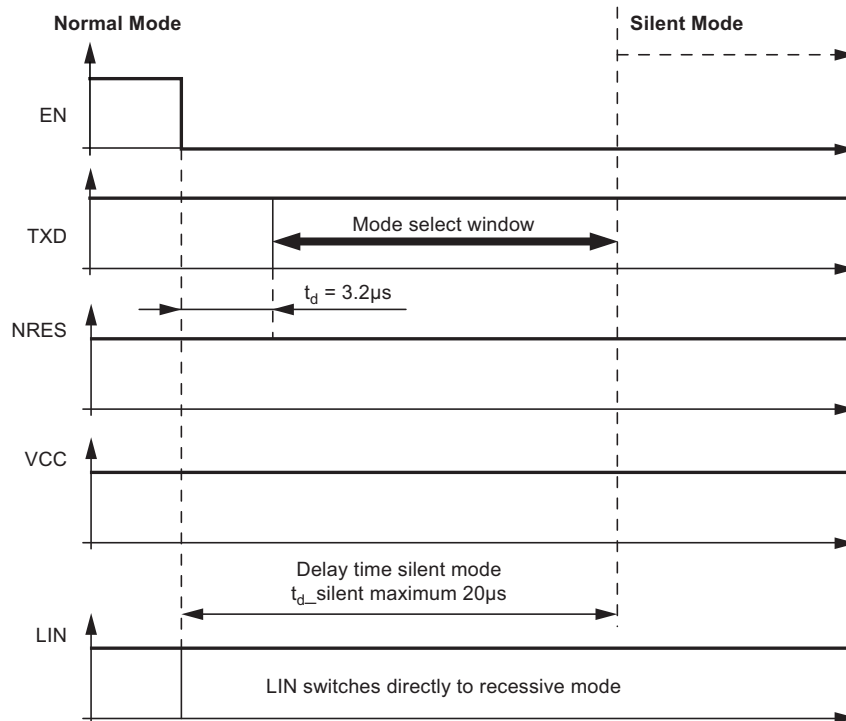 Normal Mode
Silent Mode
EN
TXD
Mode select window
t_d = 3.2µs
NRES
VCC
Delay time silent mode
t_d_silent maximum 20µs
LIN
LIN switches directly to recessive mode